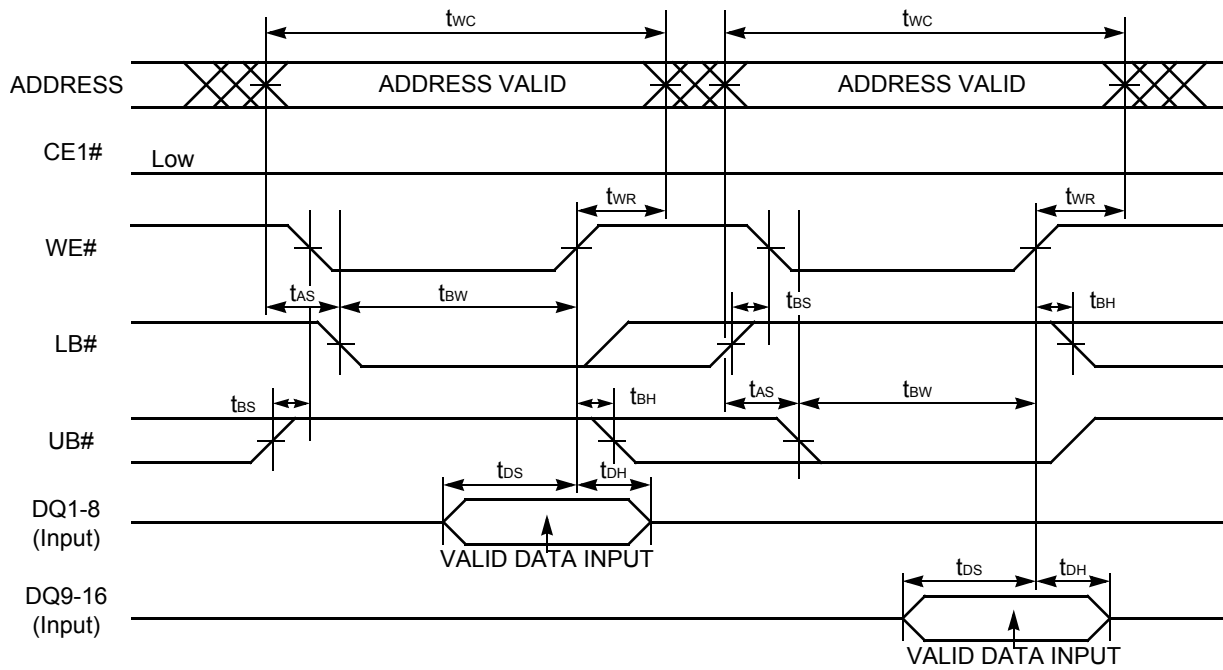 tWC tWC
ADDRESS ADDRESS VALID ADDRESS VALID
CE1# Low
tWR tWR
WE#
tAS tBW tBS tBH
LB#
tBS tBH tAS tBW
UB#
tDS tDH
DQ1-8
(Input)
VALID DATA INPUT
tDS tDH
DQ9-16
(Input)
VALID DATA INPUT